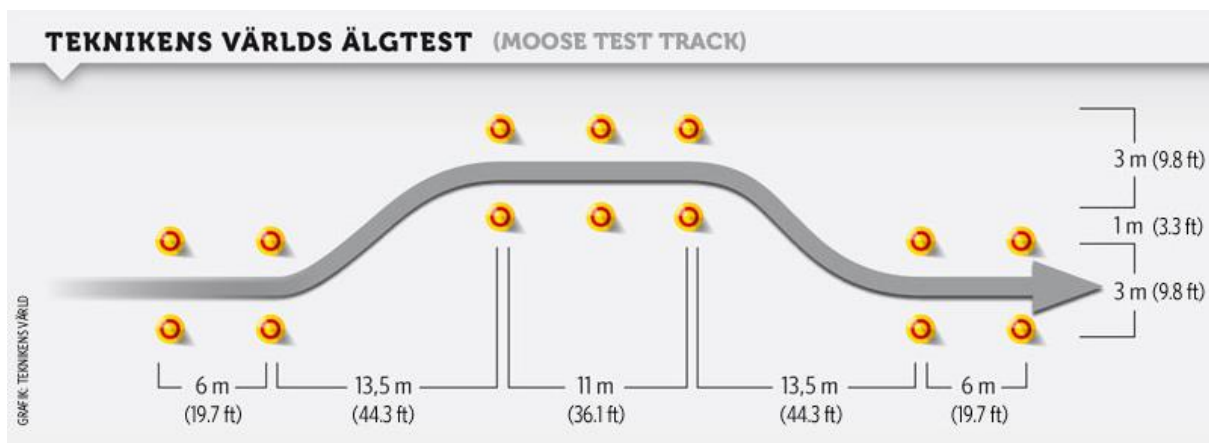 TEKNIKENS VÄRLDS ÄLGTEST (MOOSE TEST TRACK)
3 m (9.8 ft)
1 m (3.3 ft)
3 m (9.8 ft)
GRAFIK: TEKNIKENS VÄRLD
6 m 13,5 m 11 m 13,5 m 6 m
(19.7 ft) (44.3 ft) (36.1 ft) (44.3 ft) (19.7 ft)